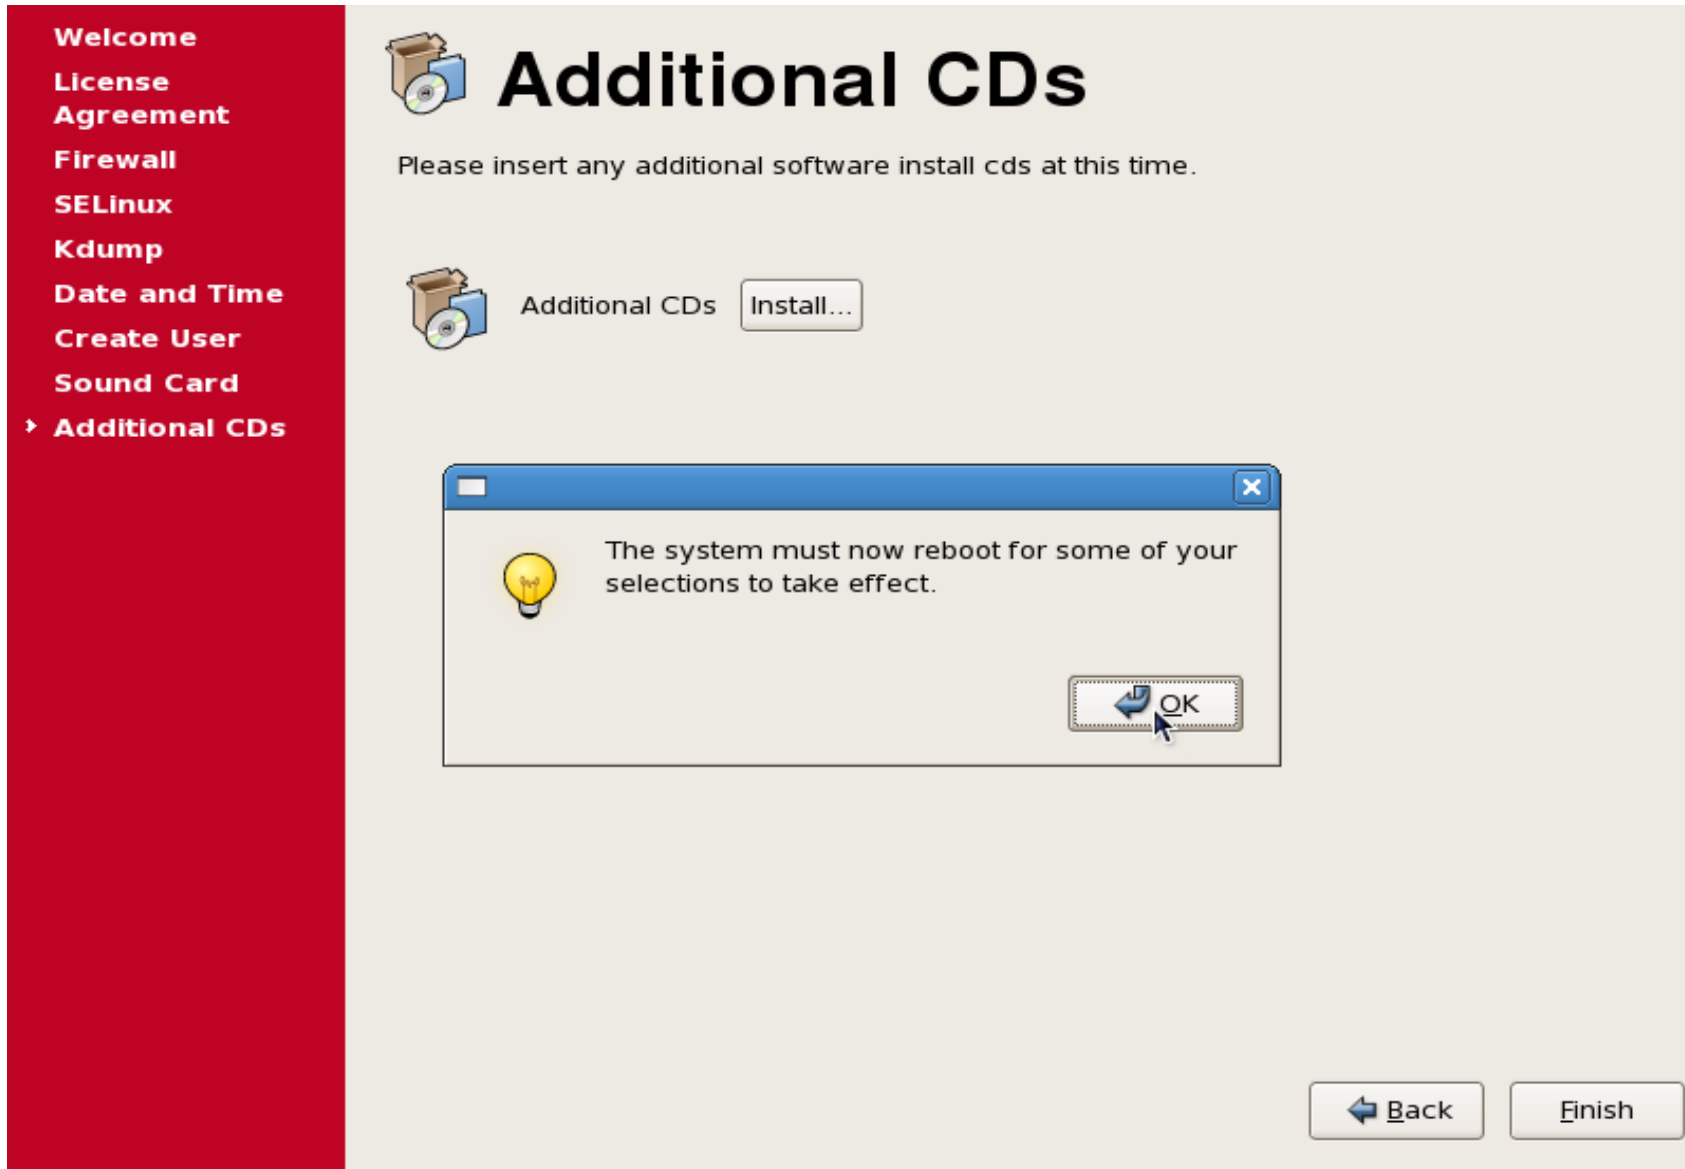 Welcome
License
Agreement
Firewall
SELinux
Kdump
Date and Time
Create User
Sound Card
Additional CDs
Additional CDs
Please insert any additional software install cds at this time.
Additional CDs Install...
The system must now reboot for some of your
selections to take effect.
OK
Back Finish